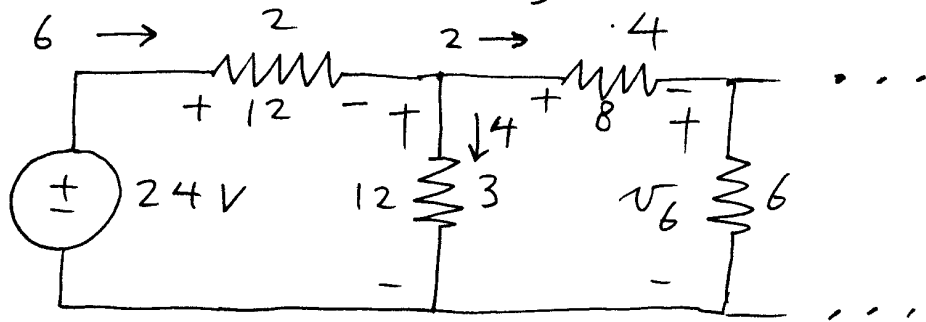 6 → 2 2 → 4
+ 12 - + 8 -
+ ↓ 4 +
+ - 24 V 12 3 v6 6
- -